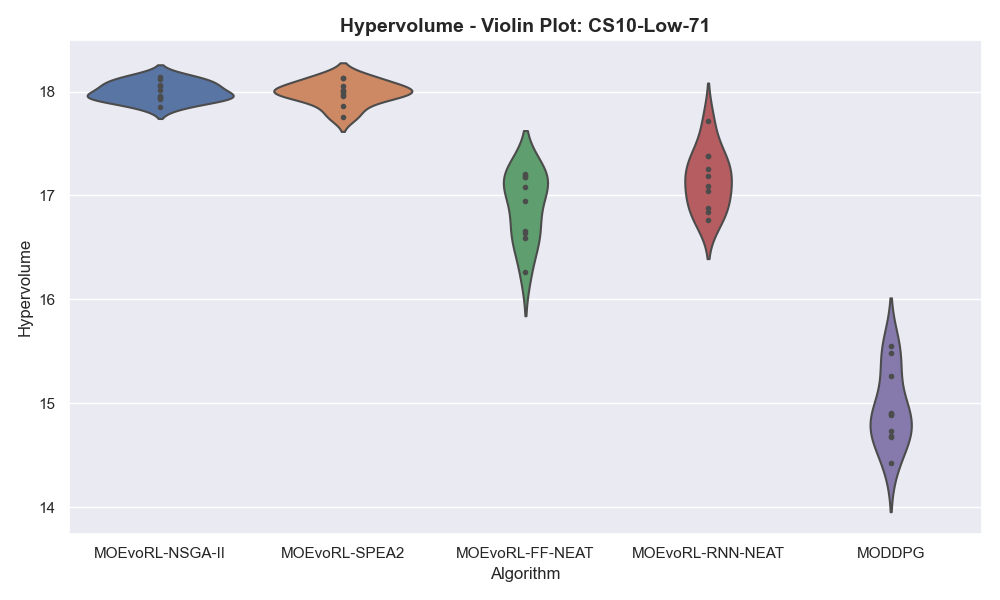 Hypervolume - Violin Plot: CS10-Low-71
Hypervolume
18
17
16
15
14
MOEvoRL-NSGA-II
MOEvoRL-SPEA2
MOEvoRL-FF-NEAT
MOEvoRL-RNN-NEAT
MODDPG
Algorithm